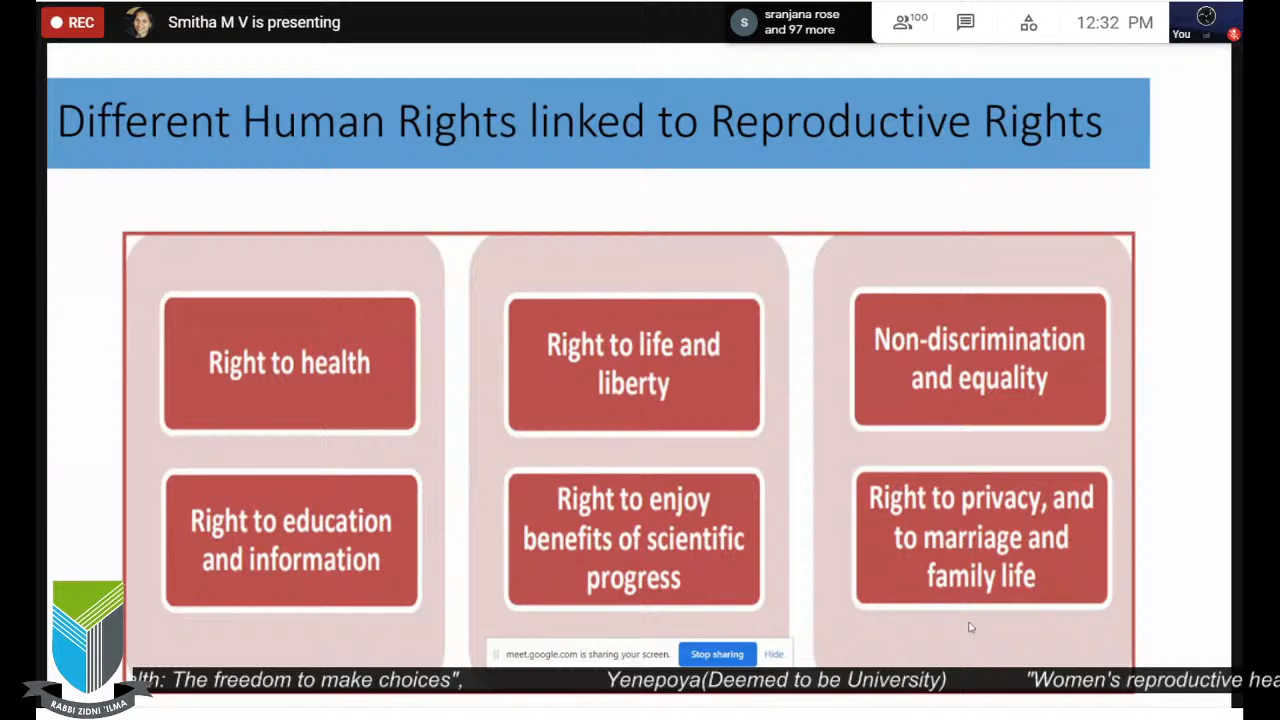 REC
Smitha M V is presenting
S
sranjana rose
and 97 more
100
12:32 PM
You
Different Human Rights linked to Reproductive Rights
Right to health
Right to life and
liberty
Non-discrimination
and equality
Right to education
and information
Right to enjoy
benefits of scientific
progress
Right to privacy, and
to marriage and
family life
meet.google.com is sharing your screen.
Stop sharing
Hide
lth: The freedom to make choices", Yenepoya(Deemed to be University) "Women's reproductive hea
RABBI ZIDNI 'ILMA